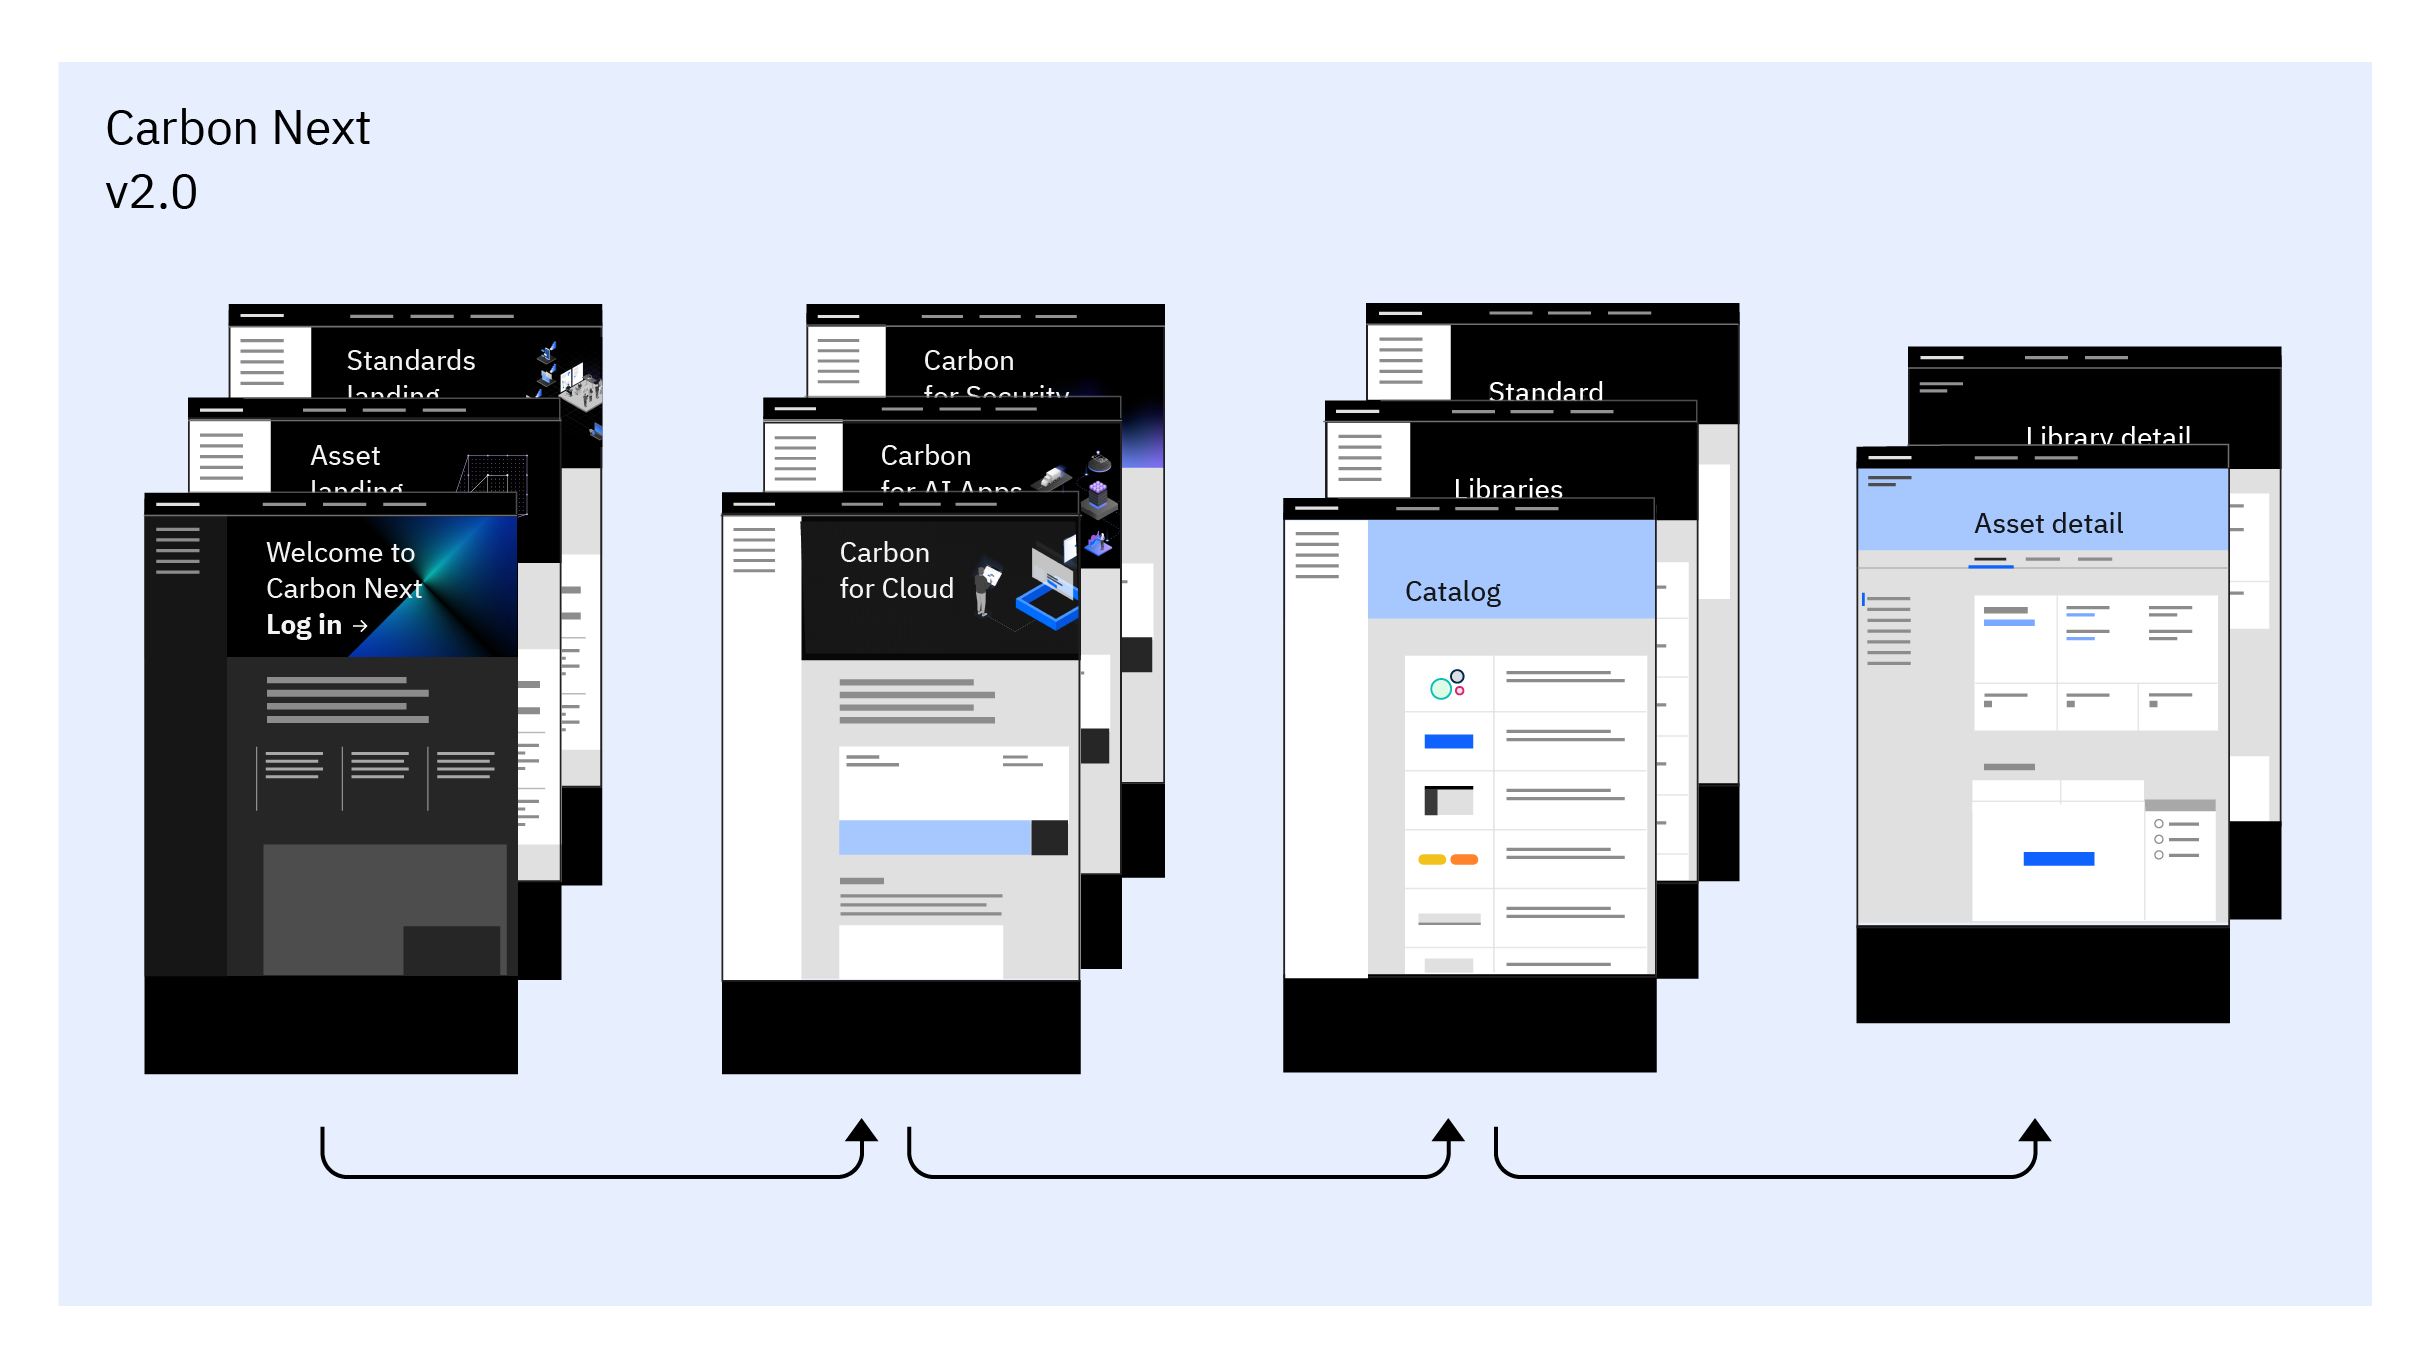 Carbon Next
v2.0
Standards
landing
Asset
landing
Welcome to
Carbon Next
Log in →
Carbon
for Security
Carbon
for AI Apps
Carbon
for Cloud
Standard
Libraries
Catalog
Library detail
Asset detail